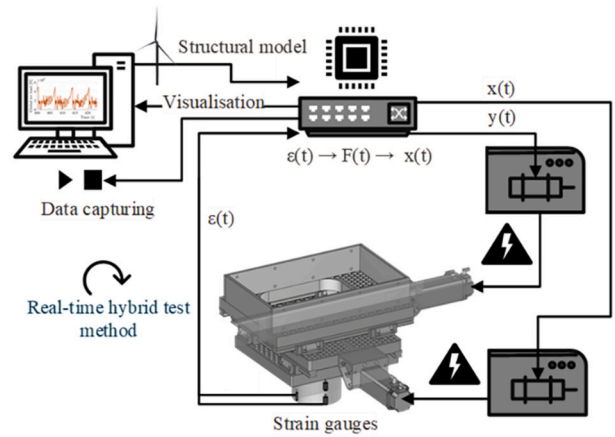 Structural model
x(t)
Visualisation
y(t)
ε(t) → F(t) → x(t)
Data capturing
ε(t)
Real-time hybrid test
method
Strain gauges